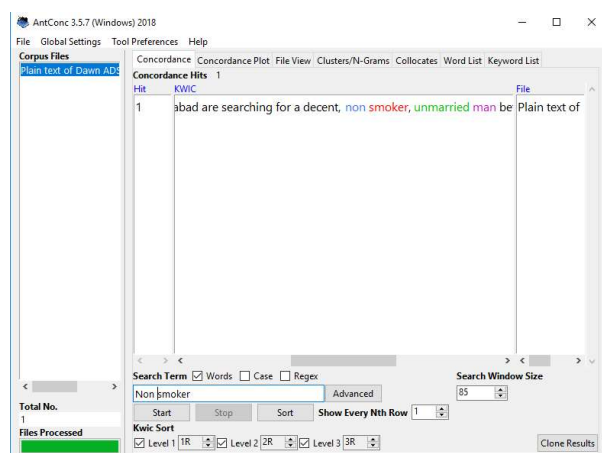 AntConc 3.5.7 (Windows) 2018
File Global Settings Tool Preferences Help
Corpus Files
Plain text of Dawn ADS
Concordance Concordance Plot File View Clusters/N-Grams Collocates Word List Keyword List
Concordance Hits 1
Hit KWIC File
1 abad are searching for a decent, non smoker, unmarried man be Plain text of
Search Term Words Case Regex Search Window Size
Non smoker Advanced 85
Start Stop Sort Show Every Nth Row 1
Total No.
1
Files Processed
Kwic Sort
Level 1 1R Level 2 2R Level 3 3R Clone Results